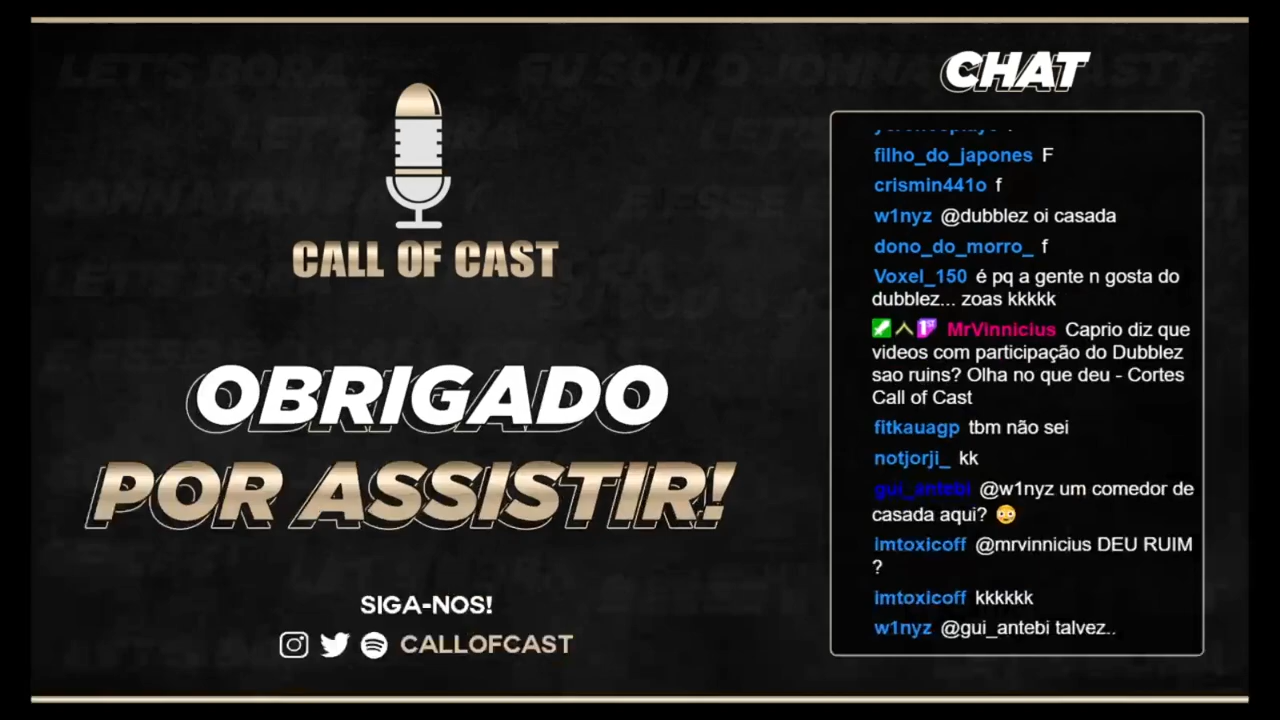 CALL OF CAST
OBRIGADO
POR ASSISTIR!
SIGA-NOS!
CALLOFCAST
CHAT
filho_do_japones F
crismin441o f
w1nyz @dubblez oi casada
dono_do_morro_ f
Voxel_150 é pq a gente n gosta do
dubblez... zoas kkkkk
MrVinnicius Caprio diz que
videos com participação do Dubblez
sao ruins? Olha no que deu - Cortes
Call of Cast
fitkauagp tbm não sei
notjorji_ kk
gui_antebi @w1nyz um comedor de
casada aqui? 😳
imtoxicoff @mrvinnicius DEU RUIM
?
imtoxicoff kkkkkk
w1nyz @gui_antebi talvez..